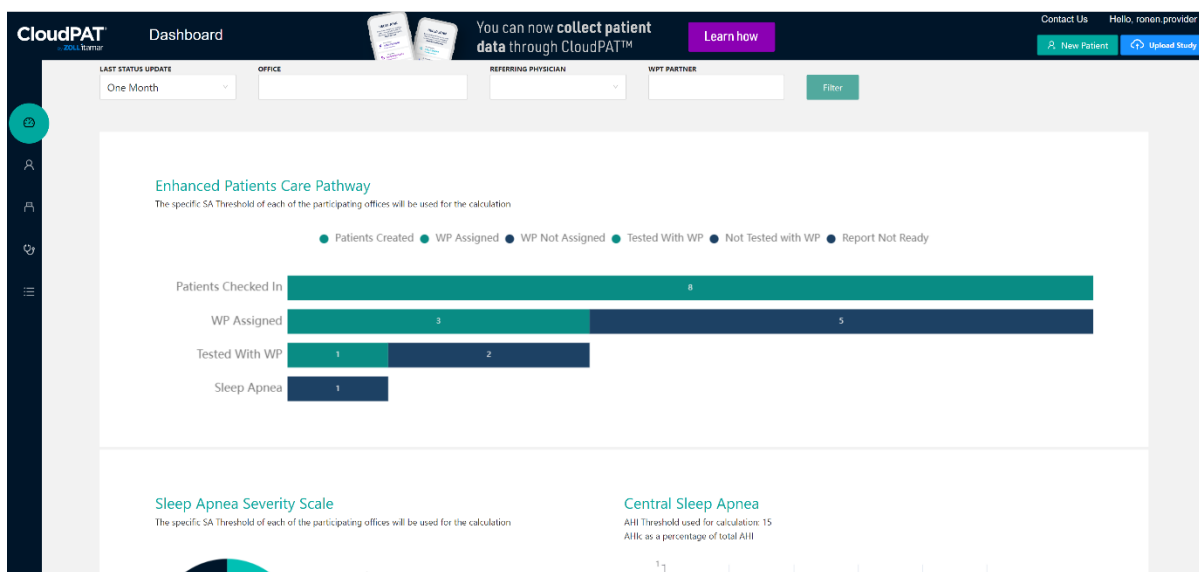 CloudPAT
by ZOLL itamar
Dashboard
You can now collect patient
data through CloudPAT™
Learn how
Contact Us
Hello, ronen.provider
New Patient
Upload Study
LAST STATUS UPDATE
OFFICE
REFERRING PHYSICIAN
WPT PARTNER
One Month
Filter
Enhanced Patients Care Pathway
The specific SA Threshold of each of the participating offices will be used for the calculation
Patients Created
WP Assigned
WP Not Assigned
Tested With WP
Not Tested with WP
Report Not Ready
Patients Checked In
8
WP Assigned
3
5
Tested With WP
1
2
Sleep Apnea
1
Sleep Apnea Severity Scale
The specific SA Threshold of each of the participating offices will be used for the calculation
Central Sleep Apnea
AHI Threshold used for calculation: 15
AHIc as a percentage of total AHI
1